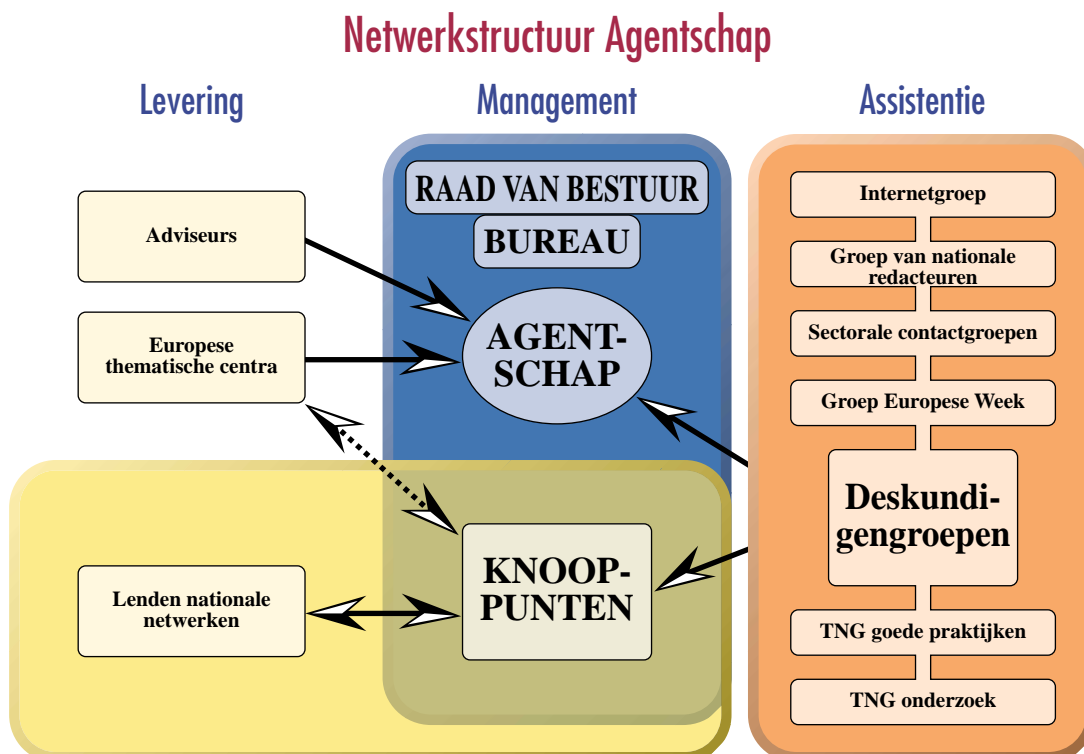 Netwerkstructuur Agentschap
Levering
Management
Assistentie
Adviseurs
Europese
thematische centra
Lenden nationale
netwerken
RAAD VAN BESTUUR
BUREAU
AGENT-
SCHAP
KNOOP-
PUNTEN
Internetgroep
Groep van nationale
redacteuren
Sectorale contactgroepen
Groep Europese Week
Deskundi-
gengroepen
TNG goede praktijken
TNG onderzoek